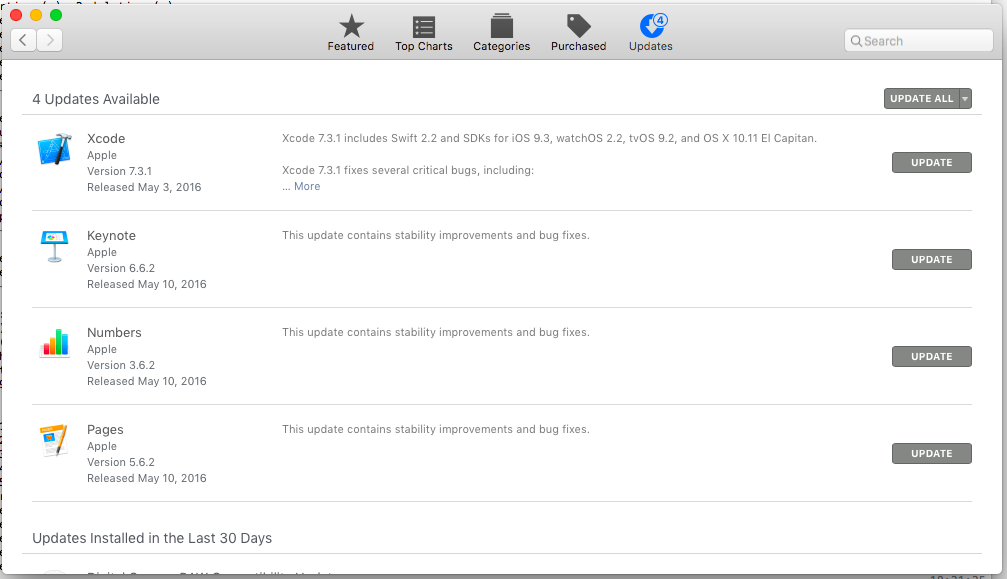 Featured
Top Charts
Categories
Purchased
4
Updates
Search
4 Updates Available
UPDATE ALL
Xcode
Apple
Version 7.3.1
Released May 3, 2016
Xcode 7.3.1 includes Swift 2.2 and SDKs for iOS 9.3, watchOS 2.2, tvOS 9.2, and OS X 10.11 El Capitan.
Xcode 7.3.1 fixes several critical bugs, including:
... More
UPDATE
Keynote
Apple
Version 6.6.2
Released May 10, 2016
This update contains stability improvements and bug fixes.
UPDATE
Numbers
Apple
Version 3.6.2
Released May 10, 2016
This update contains stability improvements and bug fixes.
UPDATE
Pages
Apple
Version 5.6.2
Released May 10, 2016
This update contains stability improvements and bug fixes.
UPDATE
Updates Installed in the Last 30 Days